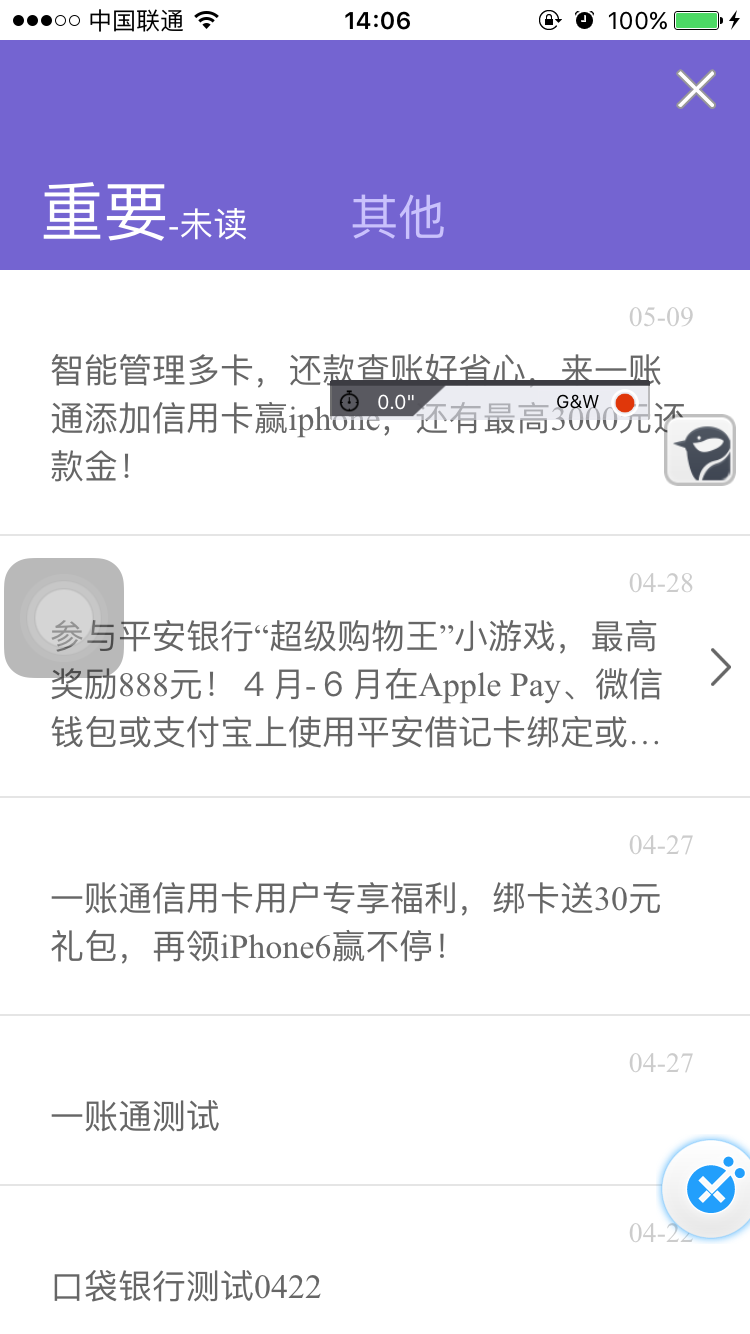 中国联通 14:06 100%
重要-未读 其他
05-09
智能管理多卡，还款查账好省心，来一账
0.0" G&W
通添加信用卡赢iphone，还有最高3000元还
款金！
04-28
参与平安银行“超级购物王”小游戏，最高
奖励888元！４月-６月在Apple Pay、微信
钱包或支付宝上使用平安借记卡绑定或…
04-27
一账通信用卡用户专享福利，绑卡送30元
礼包，再领iPhone6赢不停！
04-27
一账通测试
04-22
口袋银行测试0422